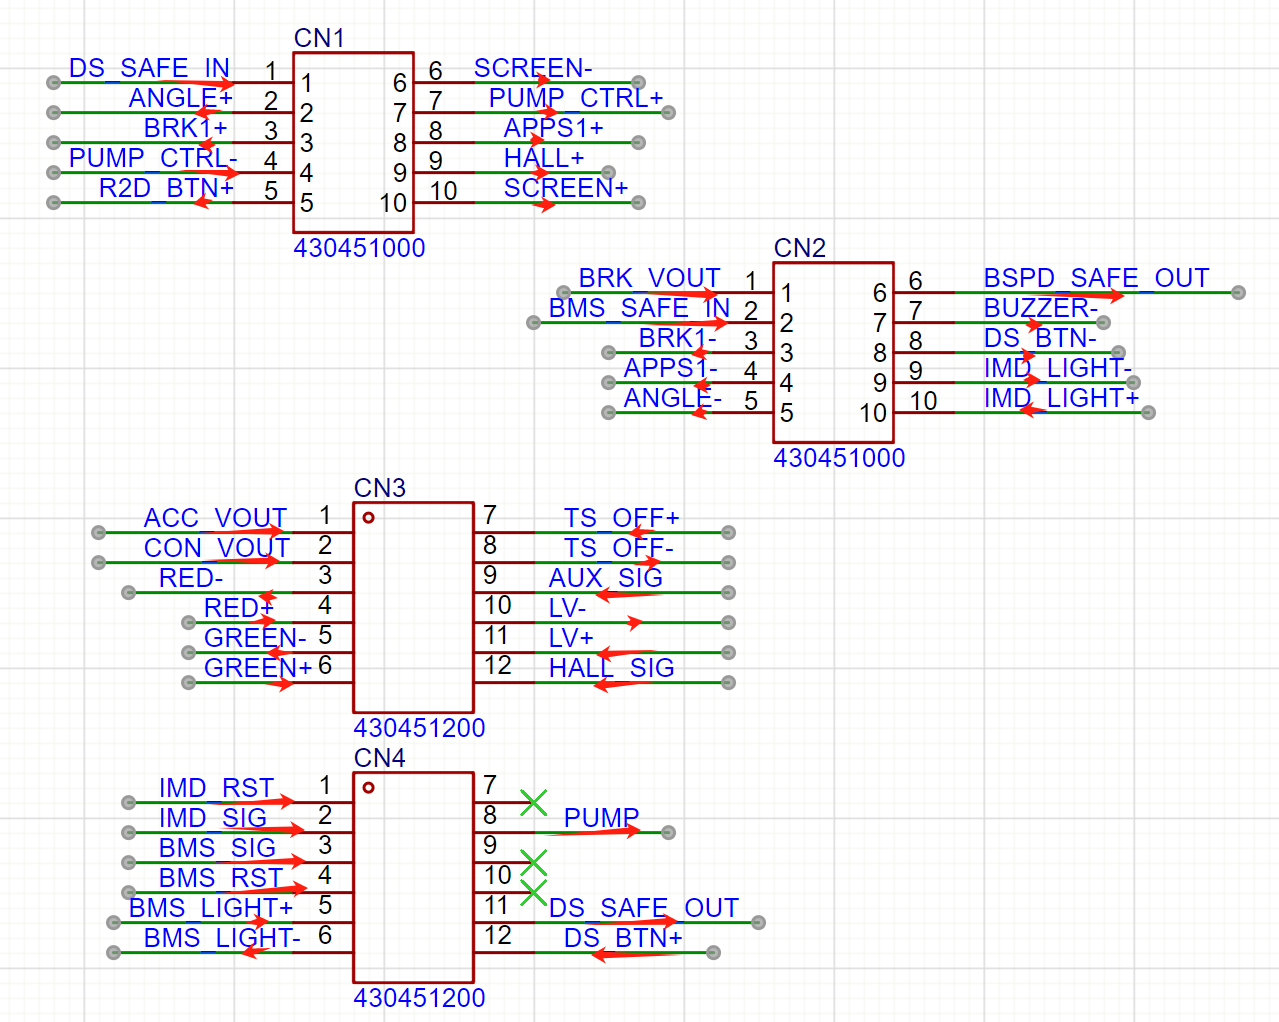 CN1
DS_SAFE_IN 1 1 6 6 SCREEN-
ANGLE+ 2 2 7 7 PUMP_CTRL+
BRK1+ 3 3 8 8 APPS1+
PUMP_CTRL- 4 4 9 9 HALL+
R2D_BTN+ 5 5 10 10 SCREEN+
430451000
CN2
BRK_VOUT 1 1 6 6 BSPD_SAFE_OUT
BMS_SAFE_IN 2 2 7 7 BUZZER-
BRK1- 3 3 8 8 DS_BTN-
APPS1- 4 4 9 9 IMD_LIGHT-
ANGLE- 5 5 10 10 IMD_LIGHT+
430451000
CN3
ACC_VOUT 1 7 TS_OFF+
CON_VOUT 2 8 TS_OFF-
RED- 3 9 AUX_SIG
RED+ 4 10 LV-
GREEN- 5 11 LV+
GREEN+ 6 12 HALL_SIG
430451200
CN4
IMD_RST 1 7
IMD_SIG 2 8 PUMP
BMS_SIG 3 9
BMS_RST 4 10
BMS_LIGHT+ 5 11 DS_SAFE_OUT
BMS_LIGHT- 6 12 DS_BTN+
430451200